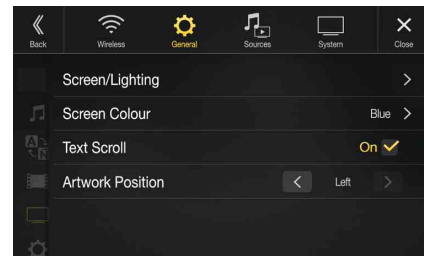 Back
Wireless
General
Sources
System
Close
Screen/Lighting
Screen Colour
Blue
Text Scroll
On
Artwork Position
Left